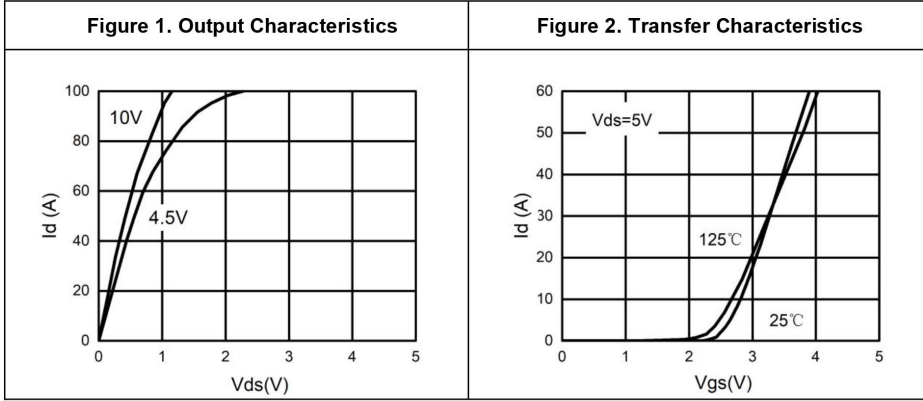 Figure 1. Output Characteristics
Figure 2. Transfer Characteristics
100
80
60
40
20
0
0 1 2 3 4 5
Id (A)
Vds(V)
10V
4.5V
60
50
40
30
20
10
0
0 1 2 3 4 5
Id (A)
Vgs(V)
Vds=5V
125℃
25℃